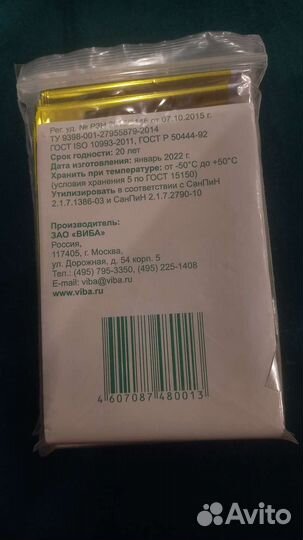 Рег. уд. № РЗН от 07.10.2015 г.
ТУ 9398-001-27955879-2014
ГОСТ ISO 10993-2011, ГОСТ Р 50444-92
Срок годности: 20 лет
Дата изготовления: январь 2022 г.
Хранить при температуре: от -50°С до +50°С
(условия хранения 5 по ГОСТ 15150)
Утилизировать в соответствии с СанПиН
2.1.7.1386-03 и СанПиН 2.1.7.2790-10
Производитель:
ЗАО «ВИБА»
Россия,
117405, г. Москва,
ул. Дорожная, д. 54 корп. 5
Тел.: (495) 795-3350, (495) 225-1408
E-mail: viba@viba.ru
www.viba.ru
4 607087 480013
Avito